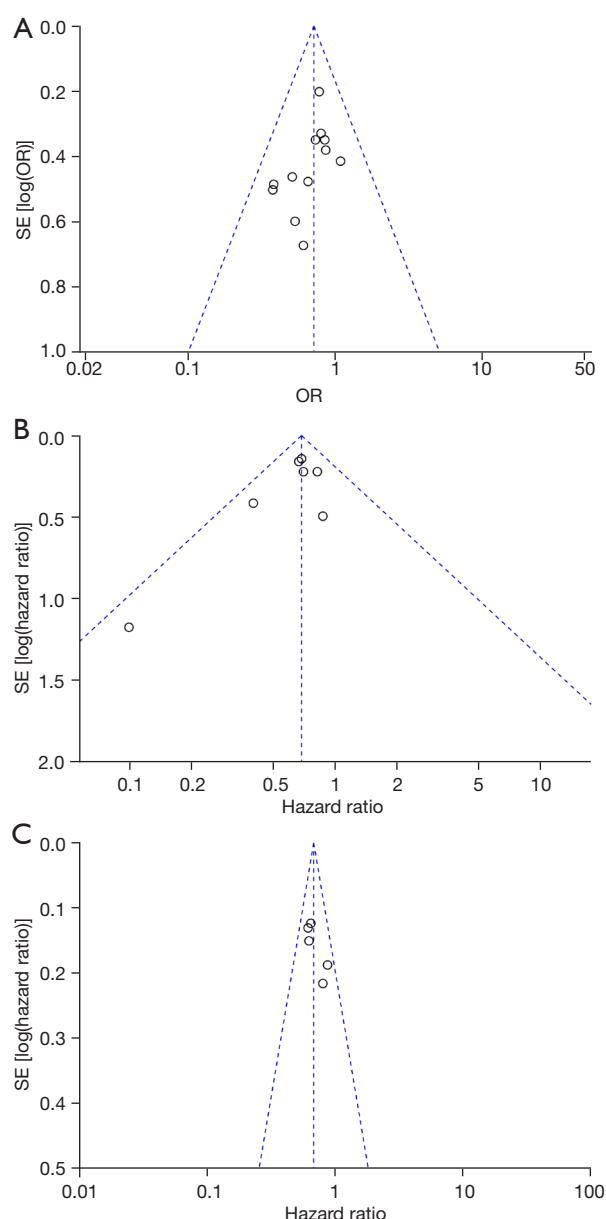 A
SE [log(OR)]
0.0
0.2
0.4
0.6
0.8
1.0
0.02 0.1 1 10 50
OR
B
SE [log(hazard ratio)]
0.0
0.5
1.0
1.5
2.0
0.1 0.2 0.5 1 2 5 10
Hazard ratio
C
SE [log(hazard ratio)]
0.0
0.1
0.2
0.3
0.4
0.5
0.01 0.1 1 10 100
Hazard ratio